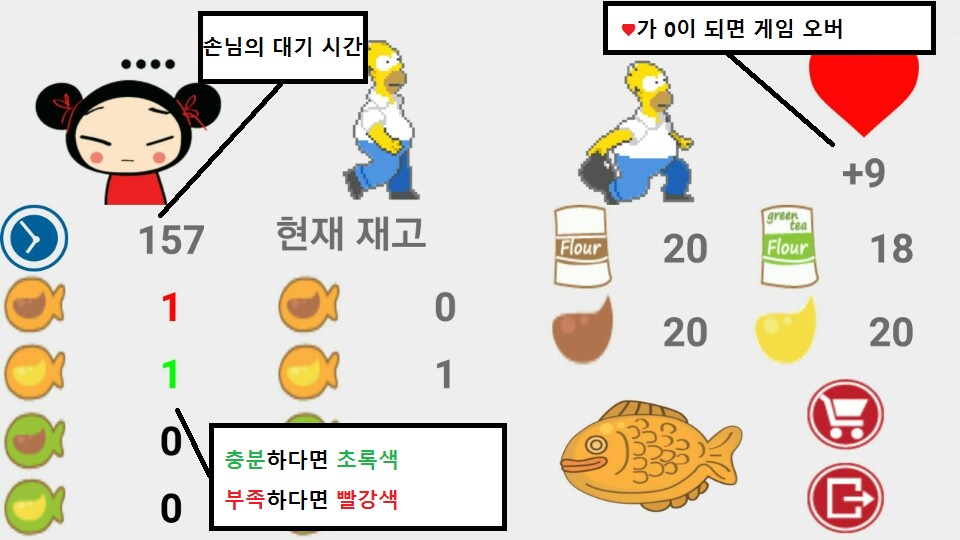 손님의 대기 시간
♥가 0이 되면 게임 오버
+9
157
현재 재고
Flour
20
green tea
Flour
18
1
0
20
20
1
1
0
0
충분하다면 초록색
부족하다면 빨강색